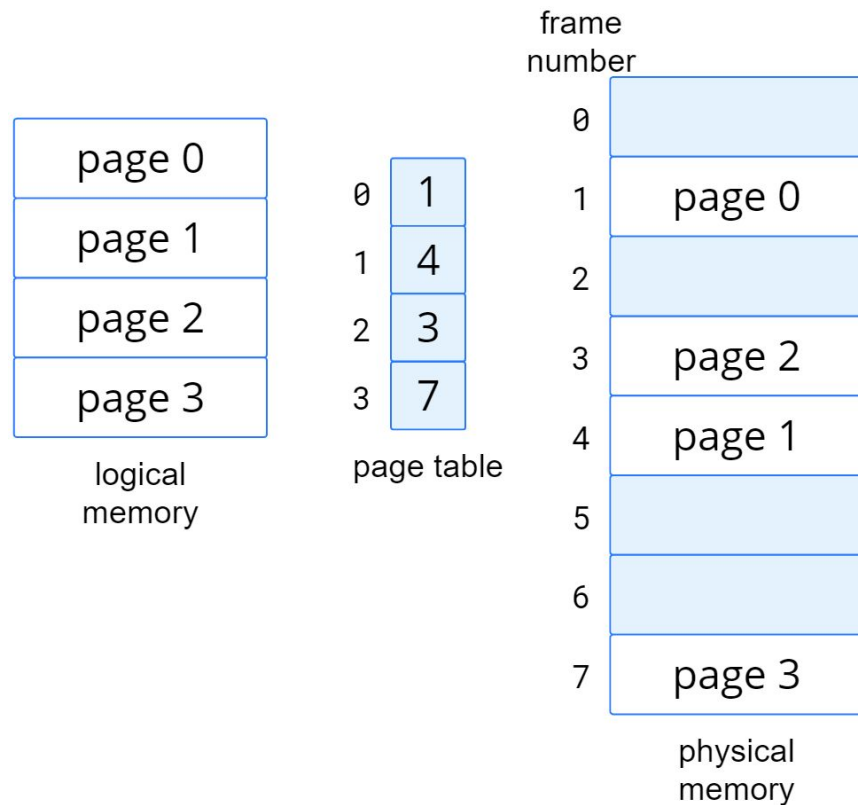 frame
number
page 0
page 1
page 2
page 3
logical
memory
0 1
1 4
2 3
3 7
page table
0
1 page 0
2
3 page 2
4 page 1
5
6
7 page 3
physical
memory